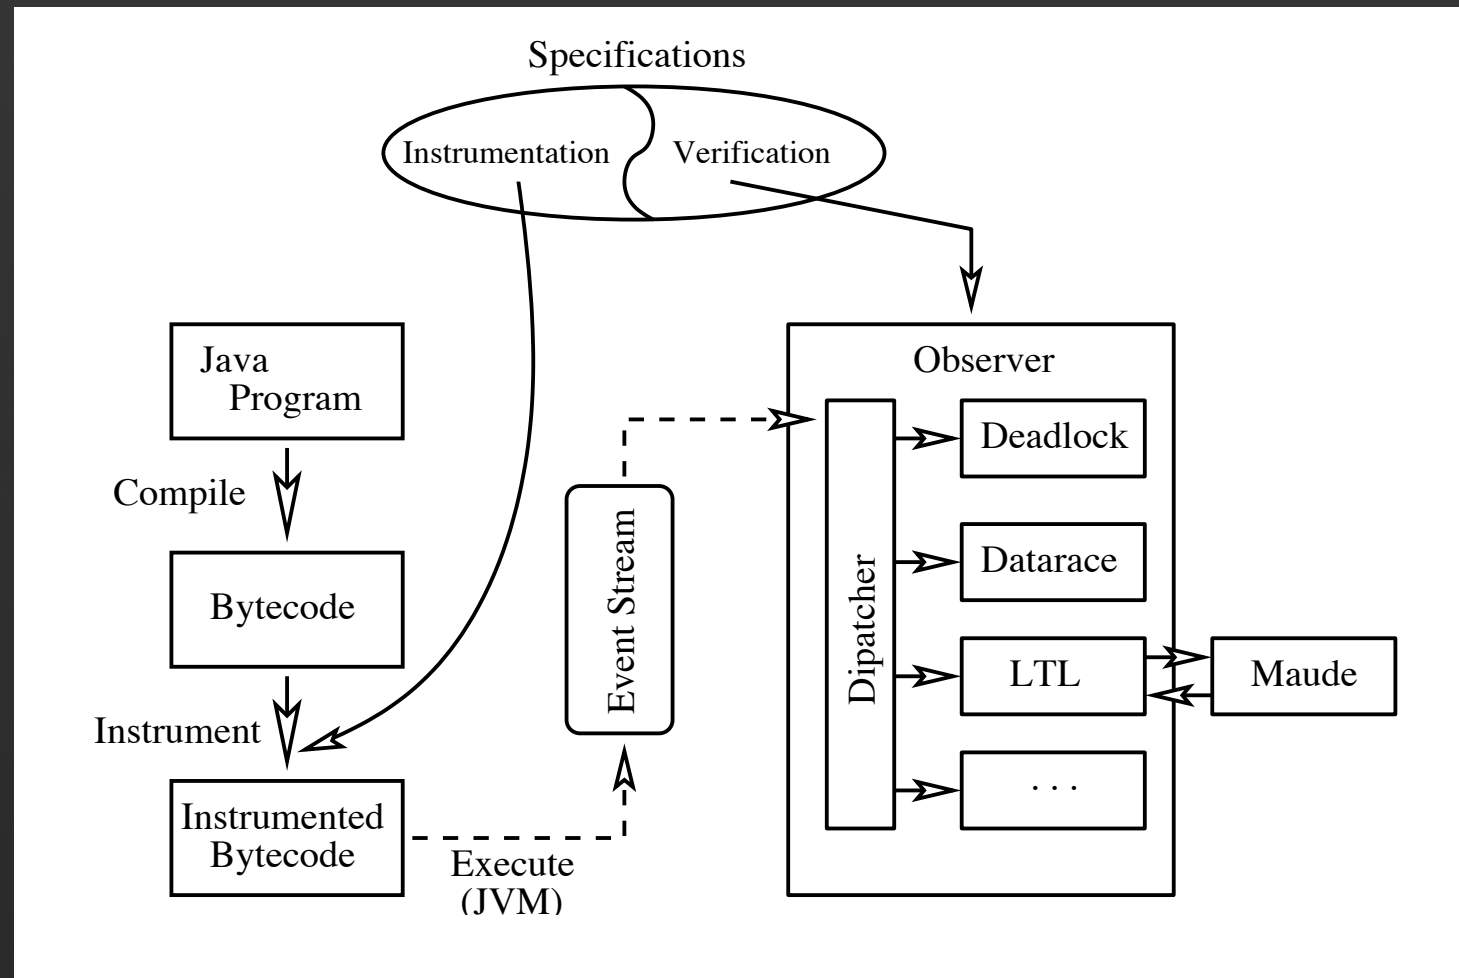 Specifications
Instrumentation
Verification
Java
Program
Compile
Bytecode
Instrument
Instrumented
Bytecode
Execute
(JVM)
Event Stream
Observer
Dipatcher
Deadlock
Datarace
LTL
. . .
Maude